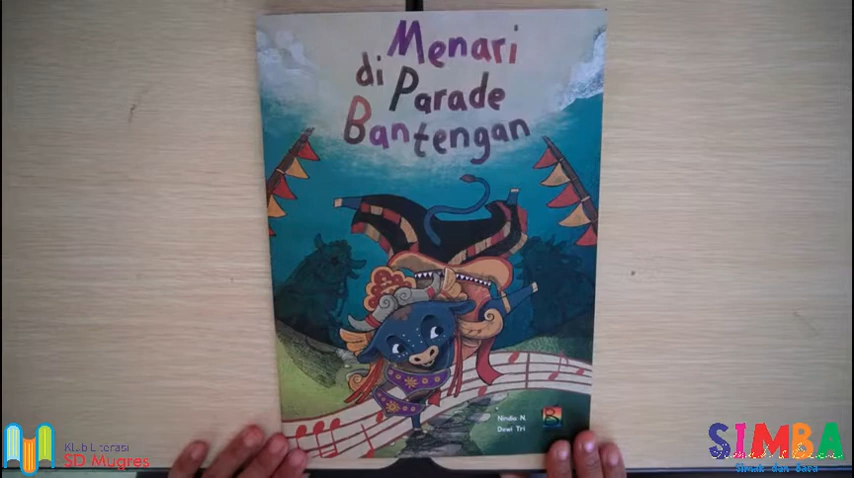 Menari
di Parade
Bantengan
Nindia N.
Dewi Tri
Klub Literasi
SD Mugres
SIMBA
Simak dan Baca